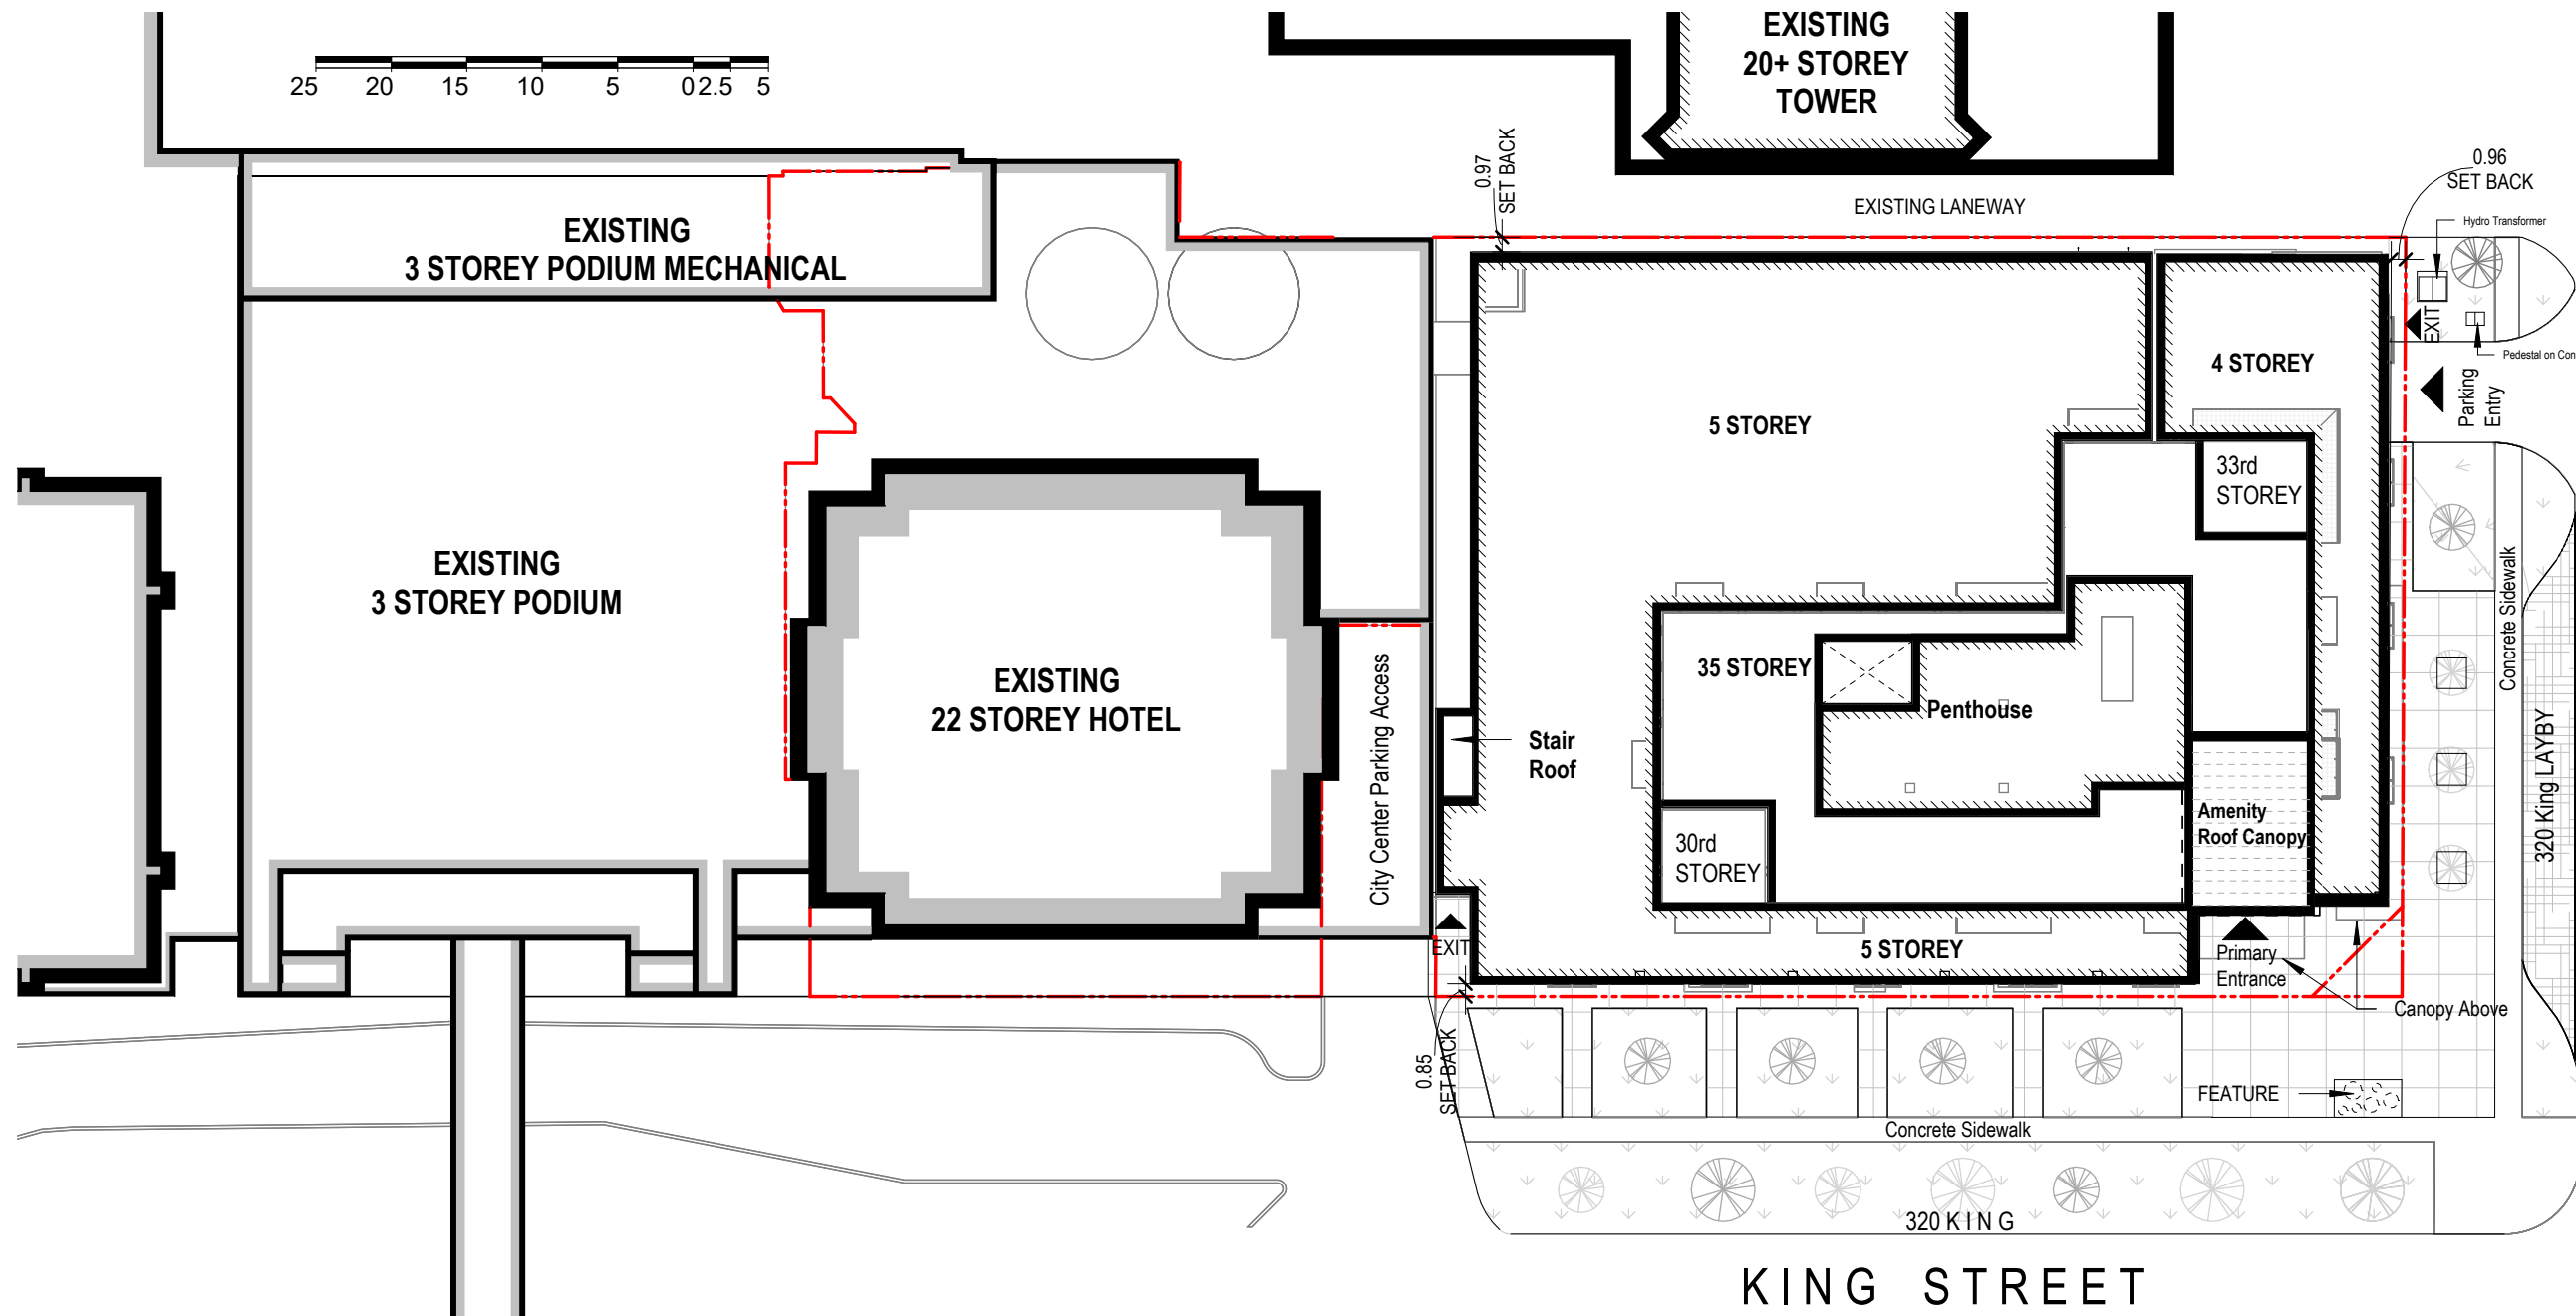 EXISTING
20+ STOREY
TOWER
25 20 15 10 5 0 2.5 5
0.97
SET BACK
0.96
SET BACK
EXISTING LANEWAY
Hydro Transformer
EXISTING
3 STOREY PODIUM MECHANICAL
EXIT
Pedestal on Con
4 STOREY
Parking
Entry
5 STOREY
33rd
STOREY
EXISTING
3 STOREY PODIUM
Concrete Sidewalk
EXISTING
22 STOREY HOTEL
City Center Parking Access
35 STOREY
Penthouse
Stair
Roof
320 King LAYBY
Amenity
Roof Canopy
30rd
STOREY
EXIT
5 STOREY
Primary
Entrance
Canopy Above
0.85
SET BACK
FEATURE
Concrete Sidewalk
320 KING
KING STREET